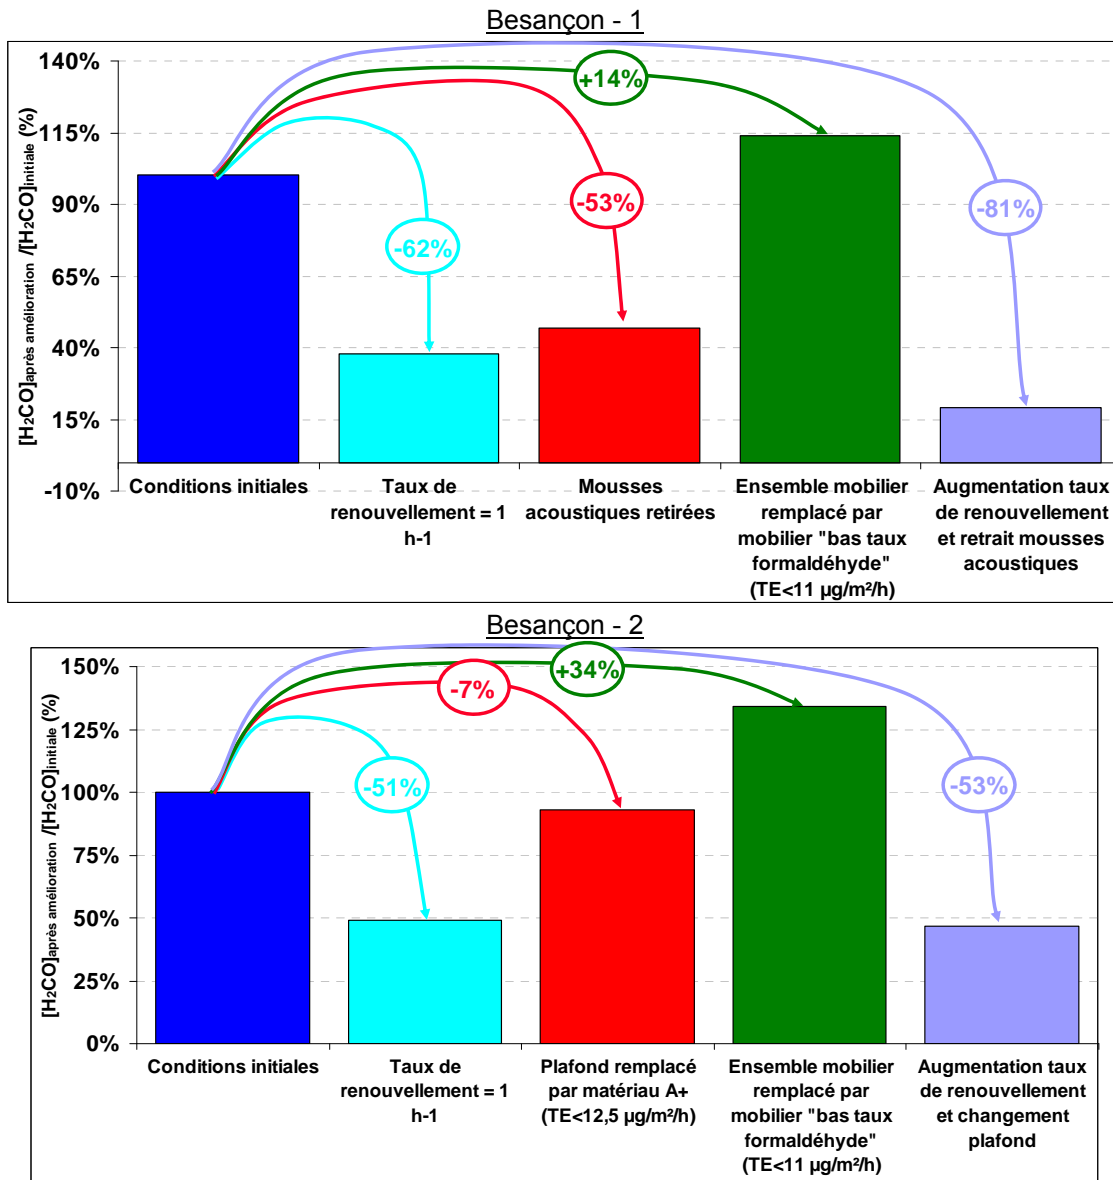 Besançon - 1
[H₂CO]après amélioration /[H₂CO]initiale (%)
140%
115%
90%
65%
40%
15%
-10%
+14%
-53%
-81%
-62%
Conditions initiales
Taux de
renouvellement = 1
h-1
Mousses
acoustiques retirées
Ensemble mobilier
remplacé par
mobilier "bas taux
formaldéhyde"
(TE<11 µg/m²/h)
Augmentation taux
de renouvellement
et retrait mousses
acoustiques
Besançon - 2
[H₂CO]après amélioration /[H₂CO]initiale (%)
150%
125%
100%
75%
50%
25%
0%
+34%
-7%
-51%
-53%
Conditions initiales
Taux de
renouvellement = 1
h-1
Plafond remplacé
par matériau A+
(TE<12,5 µg/m²/h)
Ensemble mobilier
remplacé par
mobilier "bas taux
formaldéhyde"
(TE<11 µg/m²/h)
Augmentation taux
de renouvellement
et changement
plafond